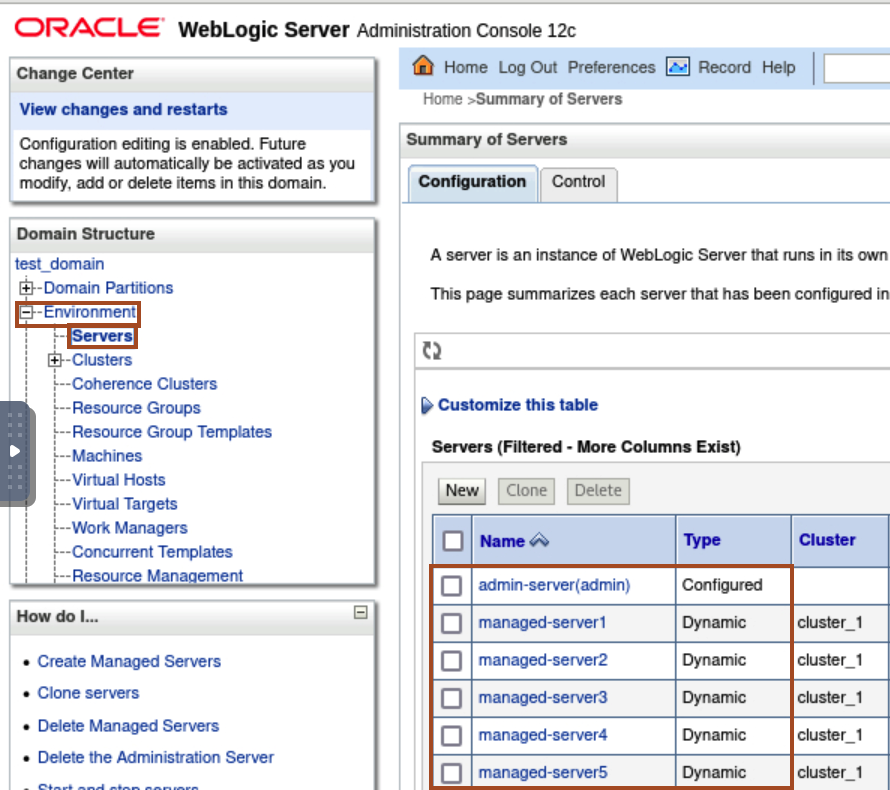 ORACLE WebLogic Server Administration Console 12c
Change Center
View changes and restarts
Configuration editing is enabled. Future
changes will automatically be activated as you
modify, add or delete items in this domain.
Domain Structure
test_domain
Domain Partitions
Environment
Servers
Clusters
Coherence Clusters
Resource Groups
Resource Group Templates
Machines
Virtual Hosts
Virtual Targets
Work Managers
Concurrent Templates
Resource Management
How do I...
Create Managed Servers
Clone servers
Delete Managed Servers
Delete the Administration Server
Start and stop servers
Home Log Out Preferences Record Help
Home >Summary of Servers
Summary of Servers
Configuration Control
A server is an instance of WebLogic Server that runs in its own
This page summarizes each server that has been configured in
Customize this table
Servers (Filtered - More Columns Exist)
New Clone Delete
Name Type Cluster
admin-server(admin) Configured
managed-server1 Dynamic cluster_1
managed-server2 Dynamic cluster_1
managed-server3 Dynamic cluster_1
managed-server4 Dynamic cluster_1
managed-server5 Dynamic cluster_1